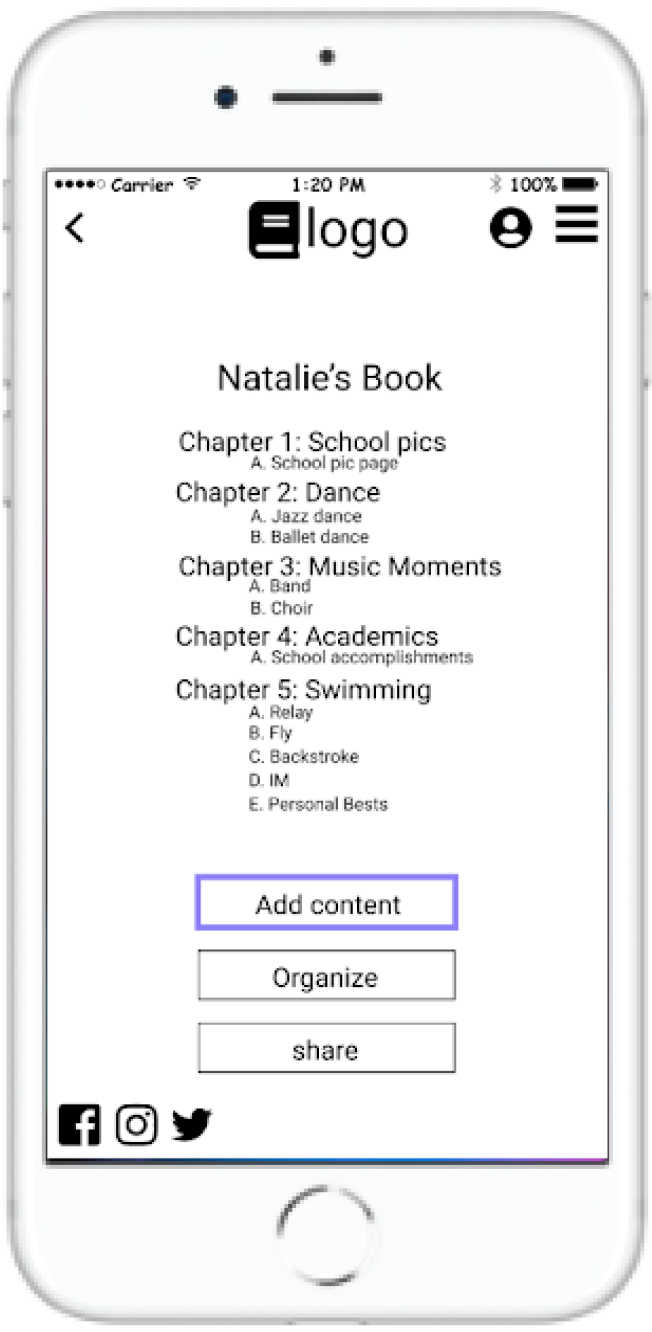 Carrier 1:20 PM 100%
logo
Natalie's Book
Chapter 1: School pics
A. School pic page
Chapter 2: Dance
A. Jazz dance
B. Ballet dance
Chapter 3: Music Moments
A. Band
B. Choir
Chapter 4: Academics
A. School accomplishments
Chapter 5: Swimming
A. Relay
B. Fly
C. Backstroke
D. IM
E. Personal Bests
Add content
Organize
share